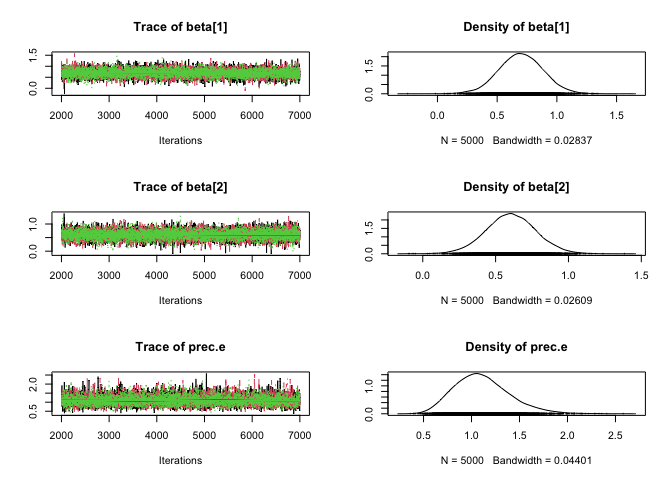 Trace of beta[1]
1.5
0.0
2000 3000 4000 5000 6000 7000
Iterations
Density of beta[1]
1.5
0.0
0.0 0.5 1.0 1.5
N = 5000 Bandwidth = 0.02837
Trace of beta[2]
1.0
0.0
2000 3000 4000 5000 6000 7000
Iterations
Density of beta[2]
1.5
0.0
0.0 0.5 1.0 1.5
N = 5000 Bandwidth = 0.02609
Trace of prec.e
2.0
0.5
2000 3000 4000 5000 6000 7000
Iterations
Density of prec.e
1.0
0.0
0.5 1.0 1.5 2.0 2.5
N = 5000 Bandwidth = 0.04401